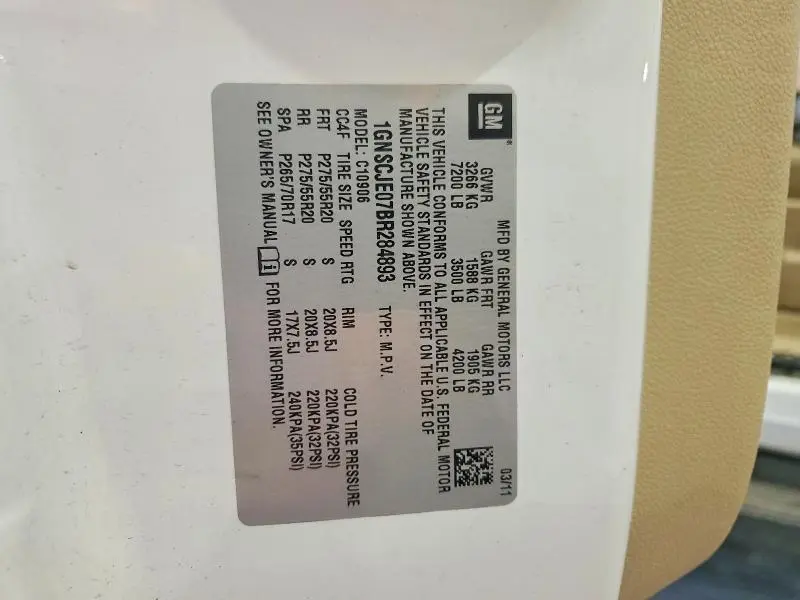 GM®
MFD BY GENERAL MOTORS LLC 03/11
GVWR GAWR FRT GAWR RR
3266 KG 1588 KG 1905 KG
7200 LB 3500 LB 4200 LB
THIS VEHICLE CONFORMS TO ALL APPLICABLE U.S. FEDERAL MOTOR
VEHICLE SAFETY STANDARDS IN EFFECT ON THE DATE OF
MANUFACTURE SHOWN ABOVE.
1GNSCJE07BR284893 TYPE: M.P.V.
MODEL: C10906
CC4F TIRE SIZE SPEED RTG RIM COLD TIRE PRESSURE
FRT P275/55R20 S 20X8.5J 220KPA(32PSI)
RR P275/55R20 S 20X8.5J 220KPA(32PSI)
SPA P265/70R17 S 17X7.5J 240KPA(35PSI)
SEE OWNER'S MANUAL i FOR MORE INFORMATION.